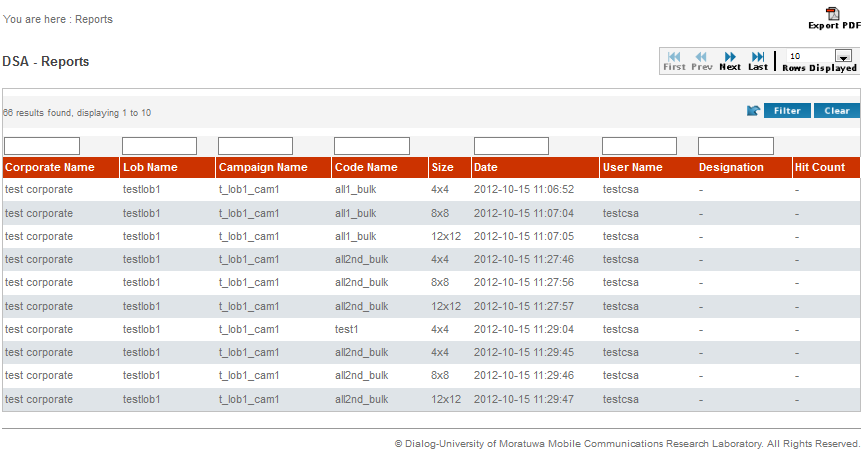 You are here : Reports
Export PDF
DSA - Reports
First Prev Next Last 10 Rows Displayed
66 results found, displaying 1 to 10
Filter Clear
Corporate Name Lob Name Campaign Name Code Name Size Date User Name Designation Hit Count
test corporate testlob1 t_lob1_cam1 all1_bulk 4x4 2012-10-15 11:06:52 testcsa - -
test corporate testlob1 t_lob1_cam1 all1_bulk 8x8 2012-10-15 11:07:04 testcsa - -
test corporate testlob1 t_lob1_cam1 all1_bulk 12x12 2012-10-15 11:07:05 testcsa - -
test corporate testlob1 t_lob1_cam1 all2nd_bulk 4x4 2012-10-15 11:27:46 testcsa - -
test corporate testlob1 t_lob1_cam1 all2nd_bulk 8x8 2012-10-15 11:27:56 testcsa - -
test corporate testlob1 t_lob1_cam1 all2nd_bulk 12x12 2012-10-15 11:27:57 testcsa - -
test corporate testlob1 t_lob1_cam1 test1 4x4 2012-10-15 11:29:04 testcsa - -
test corporate testlob1 t_lob1_cam1 all2nd_bulk 4x4 2012-10-15 11:29:45 testcsa - -
test corporate testlob1 t_lob1_cam1 all2nd_bulk 8x8 2012-10-15 11:29:46 testcsa - -
test corporate testlob1 t_lob1_cam1 all2nd_bulk 12x12 2012-10-15 11:29:47 testcsa - -
© Dialog-University of Moratuwa Mobile Communications Research Laboratory. All Rights Reserved.